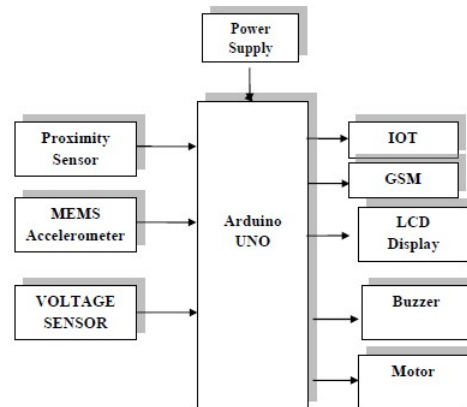 Power
Supply
Proximity
Sensor
MEMS
Accelerometer
VOLTAGE
SENSOR
Arduino
UNO
IOT
GSM
LCD
Display
Buzzer
Motor